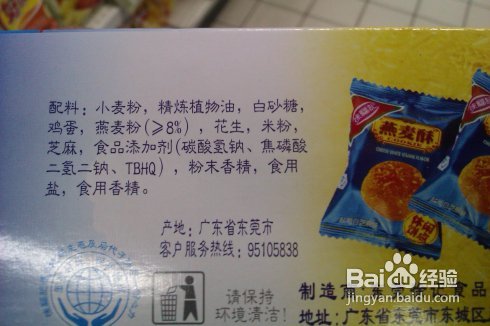 配料：小麦粉，精炼植物油，白砂糖，
鸡蛋，燕麦粉(≥8%)，花生，米粉，
芝麻，食品添加剂(碳酸氢钠、焦磷酸
二氢二钠、TBHQ)，粉末香精，食用
盐，食用香精。
燕麦酥
休闲
产地：广东省东莞市
客户服务热线：95105838
请保持
环境清洁！
制造商
食品
地址：广东省东莞市东城区
Baidu经验
jingyan.baidu.com